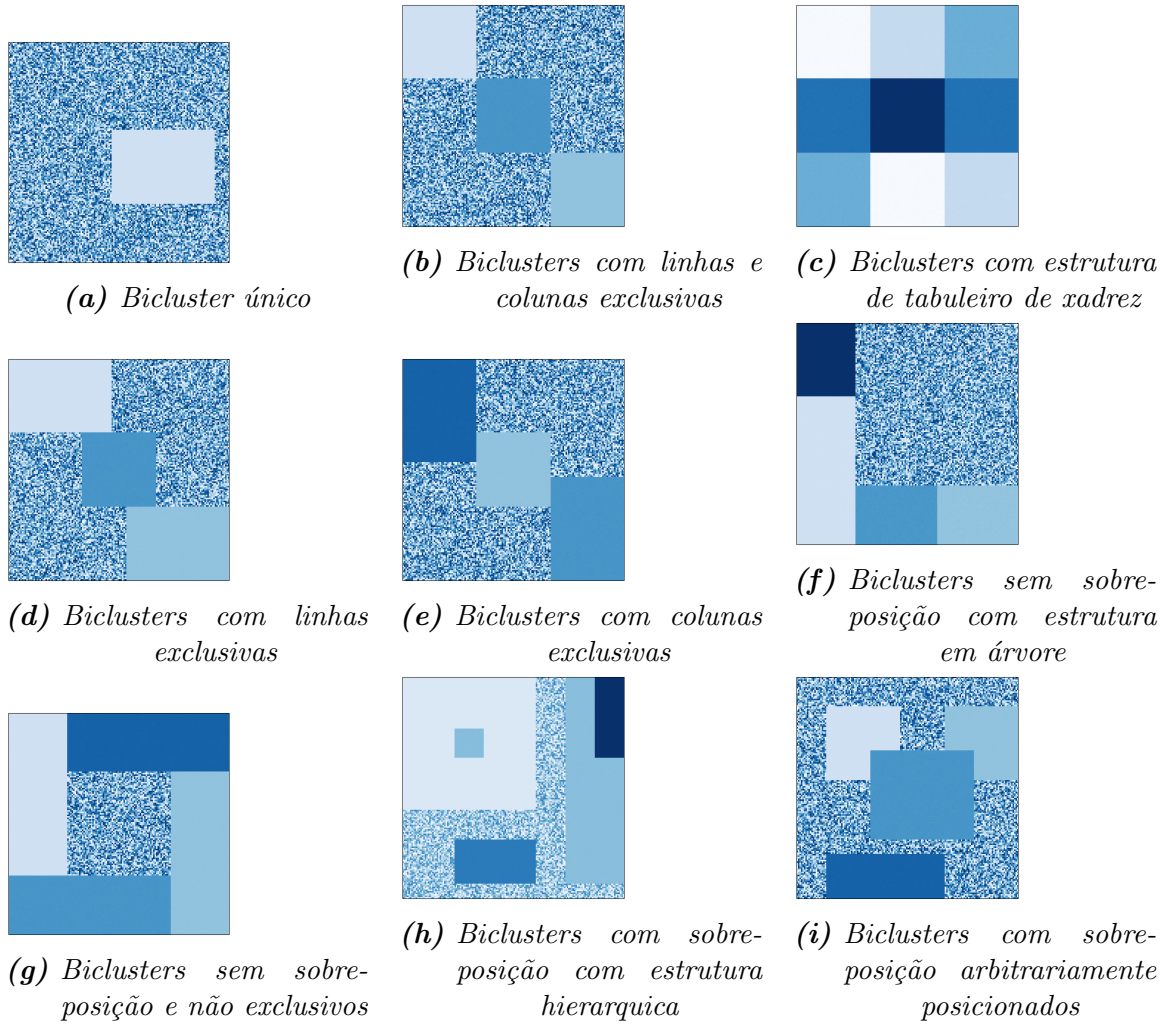 (a) Bicluster único
(b) Biclusters com linhas e
colunas exclusivas
(c) Biclusters com estrutura
de tabuleiro de xadrez
(d) Biclusters com linhas
exclusivas
(e) Biclusters com colunas
exclusivas
(f) Biclusters sem sobre-
posição com estrutura
em árvore
(g) Biclusters sem sobre-
posição e não exclusivos
(h) Biclusters com sobre-
posição com estrutura
hierarquica
(i) Biclusters com sobre-
posição arbitrariamente
posicionados